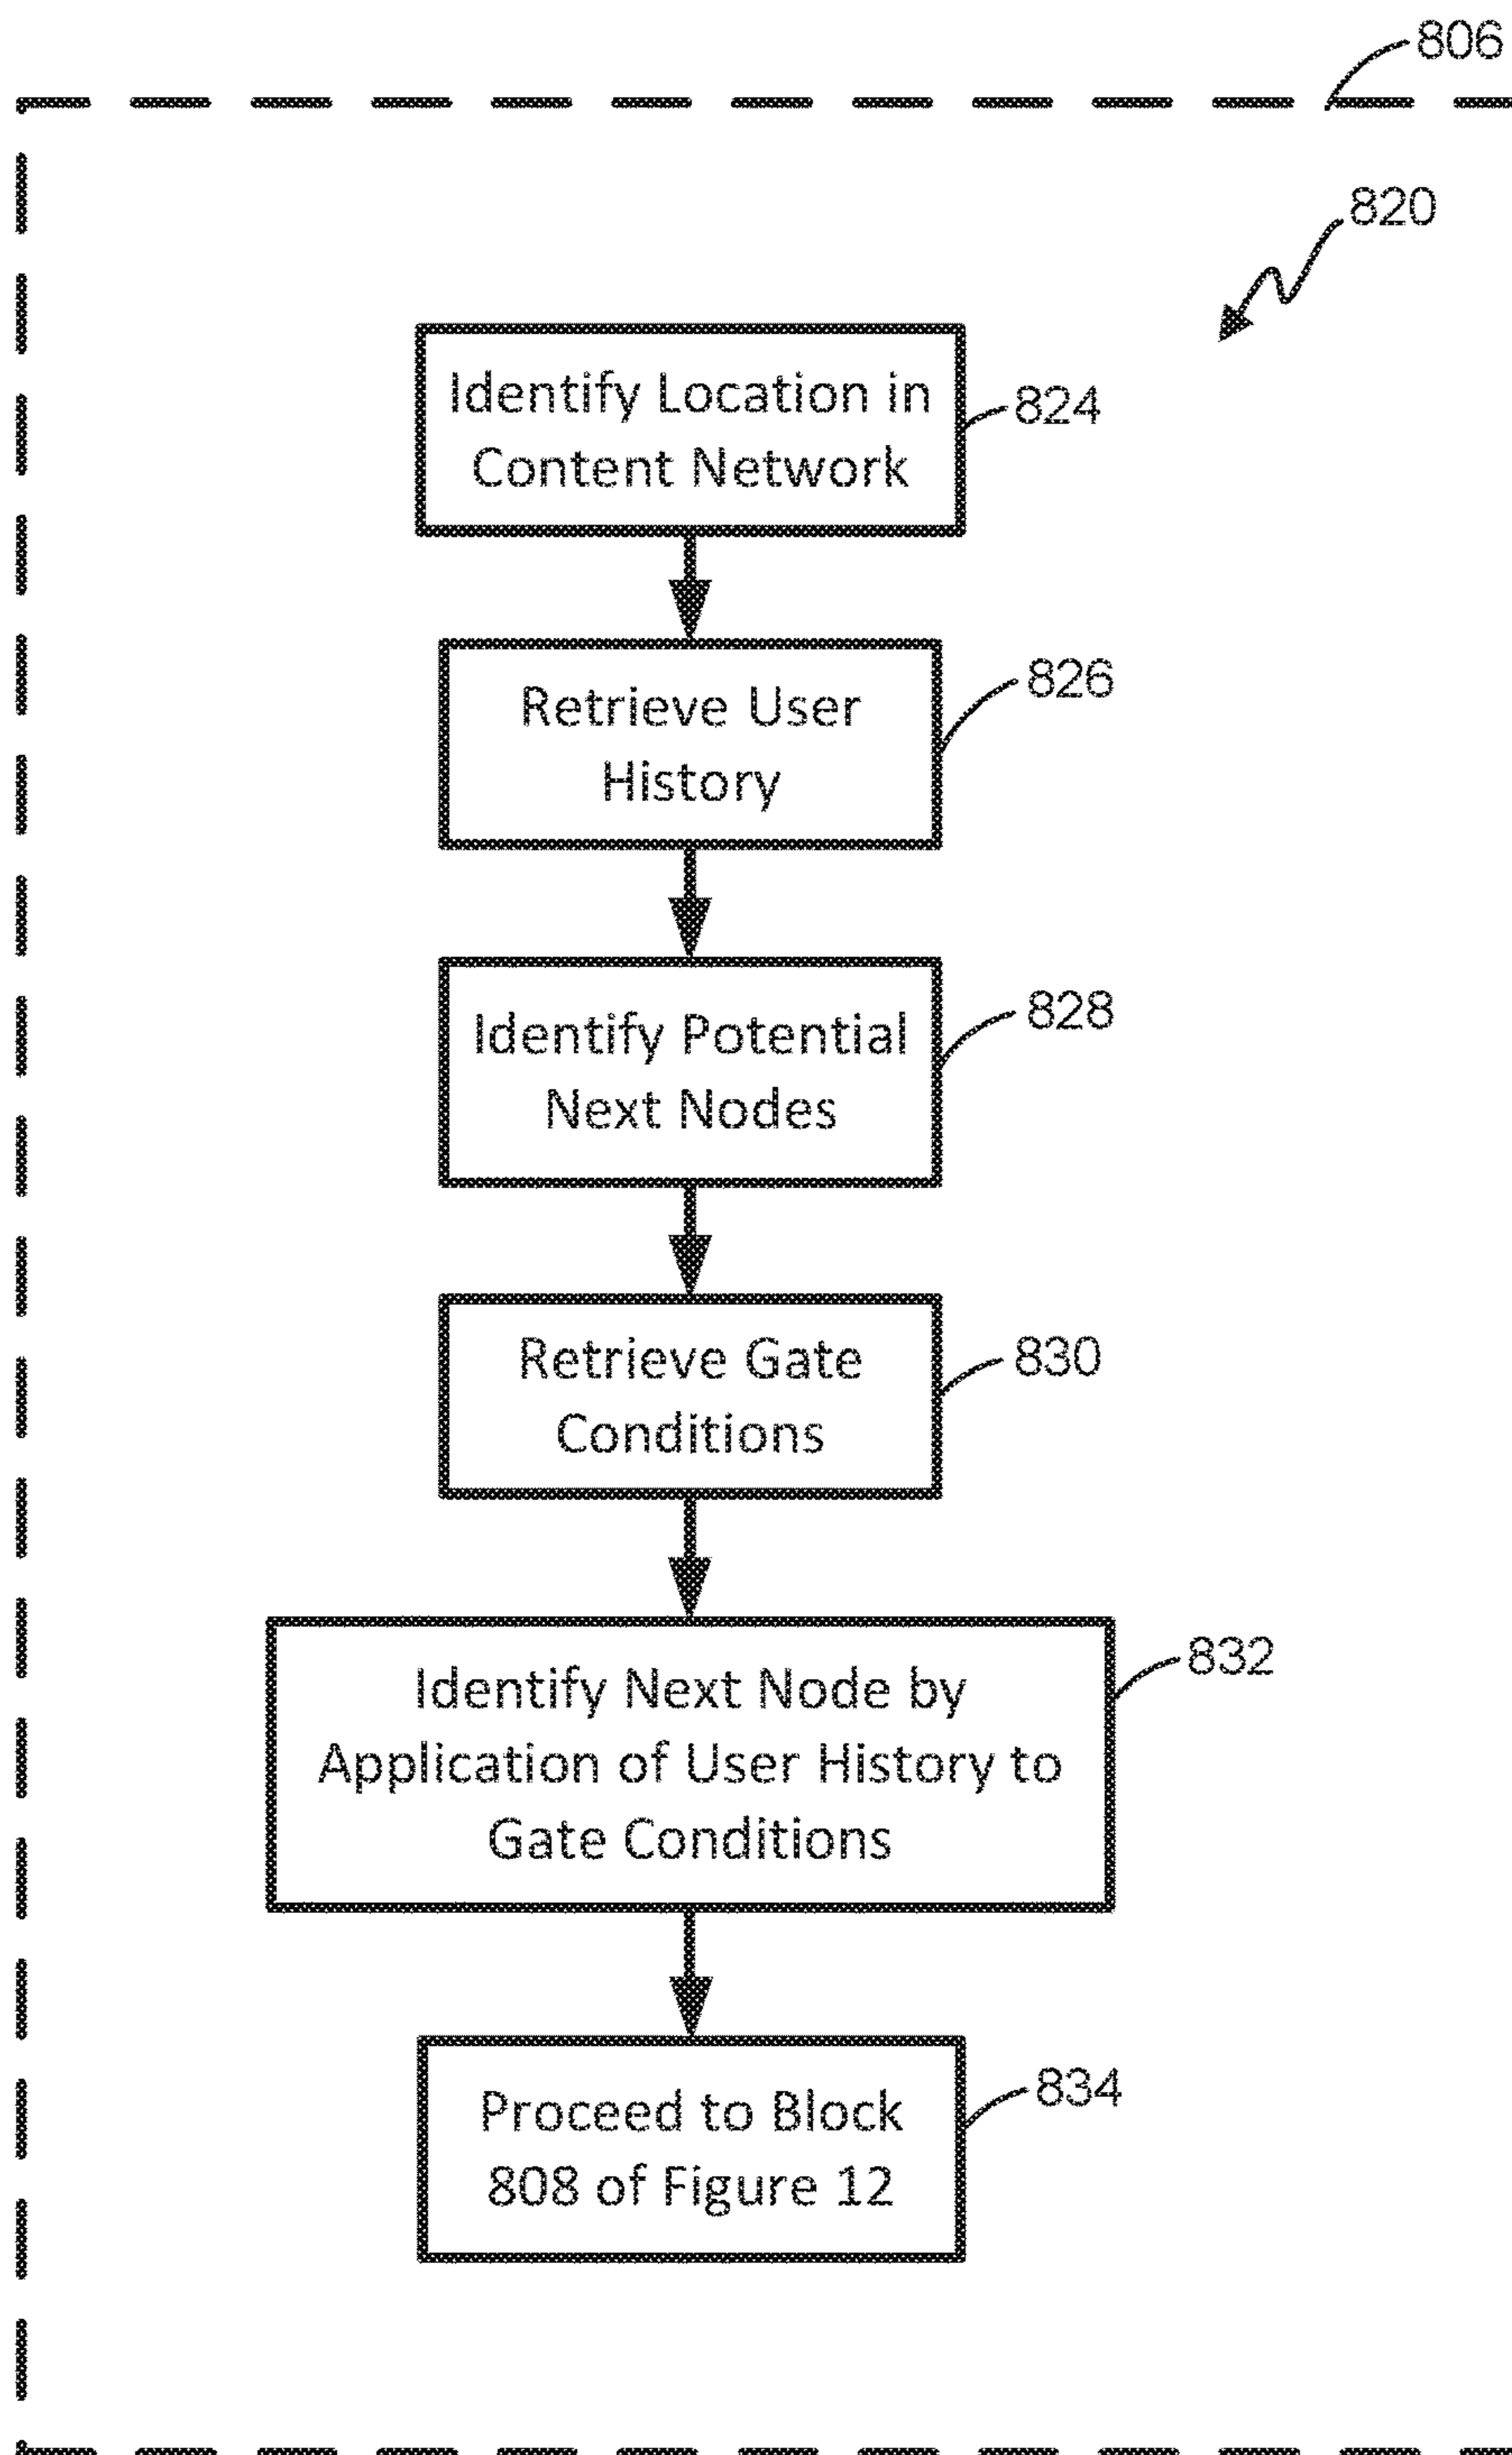 806
820
Identify Location in
Content Network
824
Retrieve User
History
826
Identify Potential
Next Nodes
828
Retrieve Gate
Conditions
830
Identify Next Node by
Application of User History to
Gate Conditions
832
Proceed to Block
808 of Figure 12
834